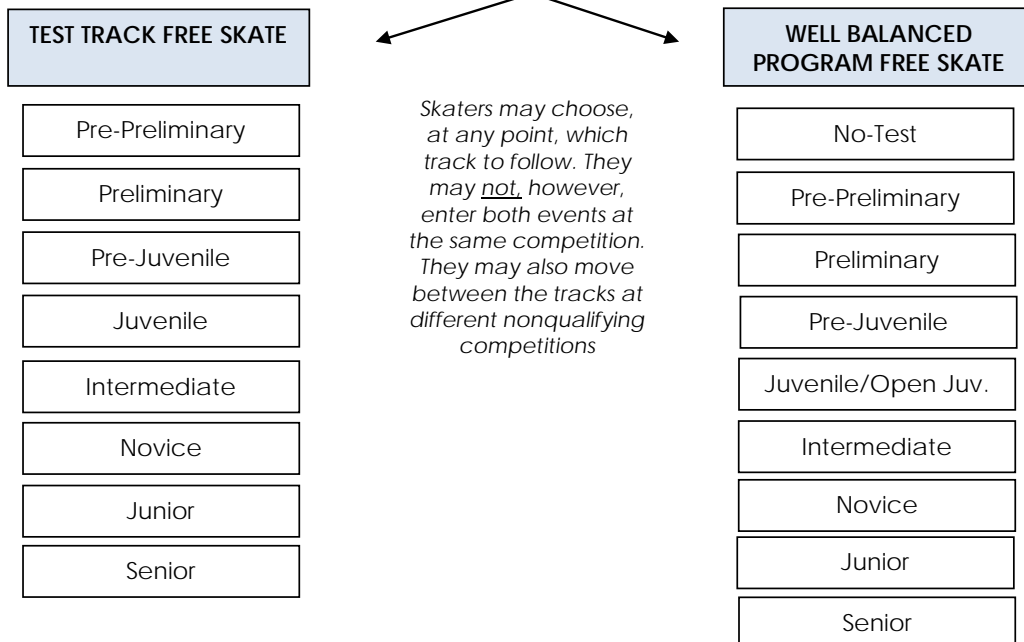 TEST TRACK FREE SKATE
Pre-Preliminary
Preliminary
Pre-Juvenile
Juvenile
Intermediate
Novice
Junior
Senior
Skaters may choose,
at any point, which
track to follow. They
may not, however,
enter both events at
the same competition.
They may also move
between the tracks at
different nonqualifying
competitions
WELL BALANCED
PROGRAM FREE SKATE
No-Test
Pre-Preliminary
Preliminary
Pre-Juvenile
Juvenile/Open Juv.
Intermediate
Novice
Junior
Senior